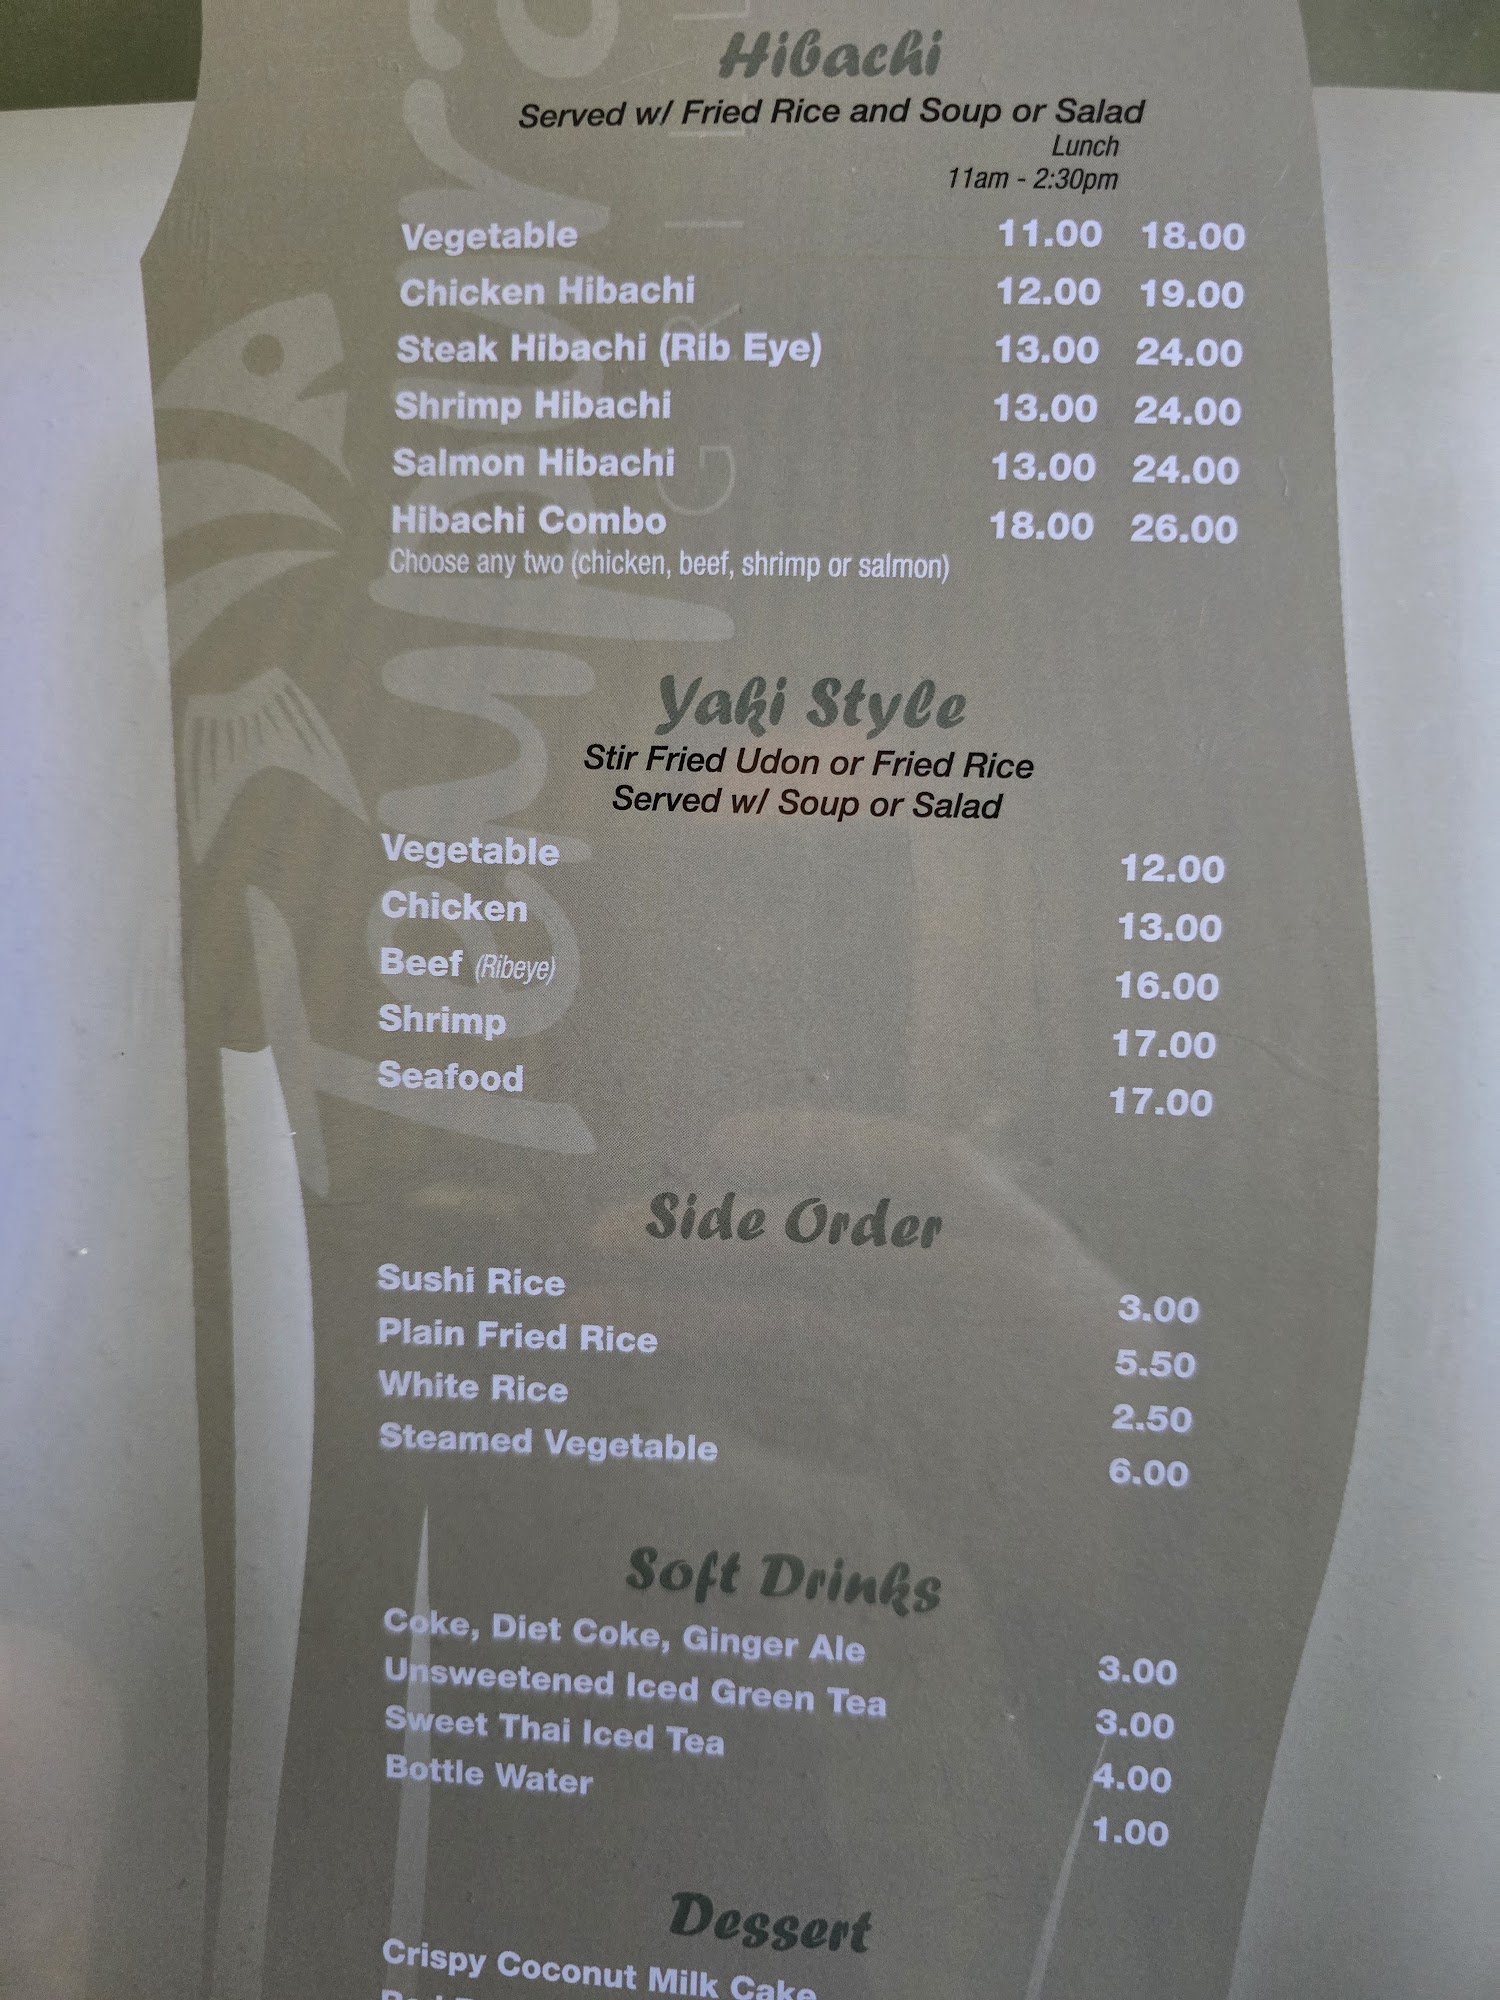 Hibachi
Served w/ Fried Rice and Soup or Salad
Lunch
11am - 2:30pm
Vegetable 11.00 18.00
Chicken Hibachi 12.00 19.00
Steak Hibachi (Rib Eye) 13.00 24.00
Shrimp Hibachi 13.00 24.00
Salmon Hibachi 13.00 24.00
Hibachi Combo 18.00 26.00
Choose any two (chicken, beef, shrimp or salmon)
Yaki Style
Stir Fried Udon or Fried Rice
Served w/ Soup or Salad
Vegetable 12.00
Chicken 13.00
Beef (Ribeye) 16.00
Shrimp 17.00
Seafood 17.00
Side Order
Sushi Rice 3.00
Plain Fried Rice 5.50
White Rice 2.50
Steamed Vegetable 6.00
Soft Drinks
Coke, Diet Coke, Ginger Ale 3.00
Unsweetened Iced Green Tea 3.00
Sweet Thai Iced Tea 4.00
Bottle Water 1.00
Dessert
Crispy Coconut Milk Cake